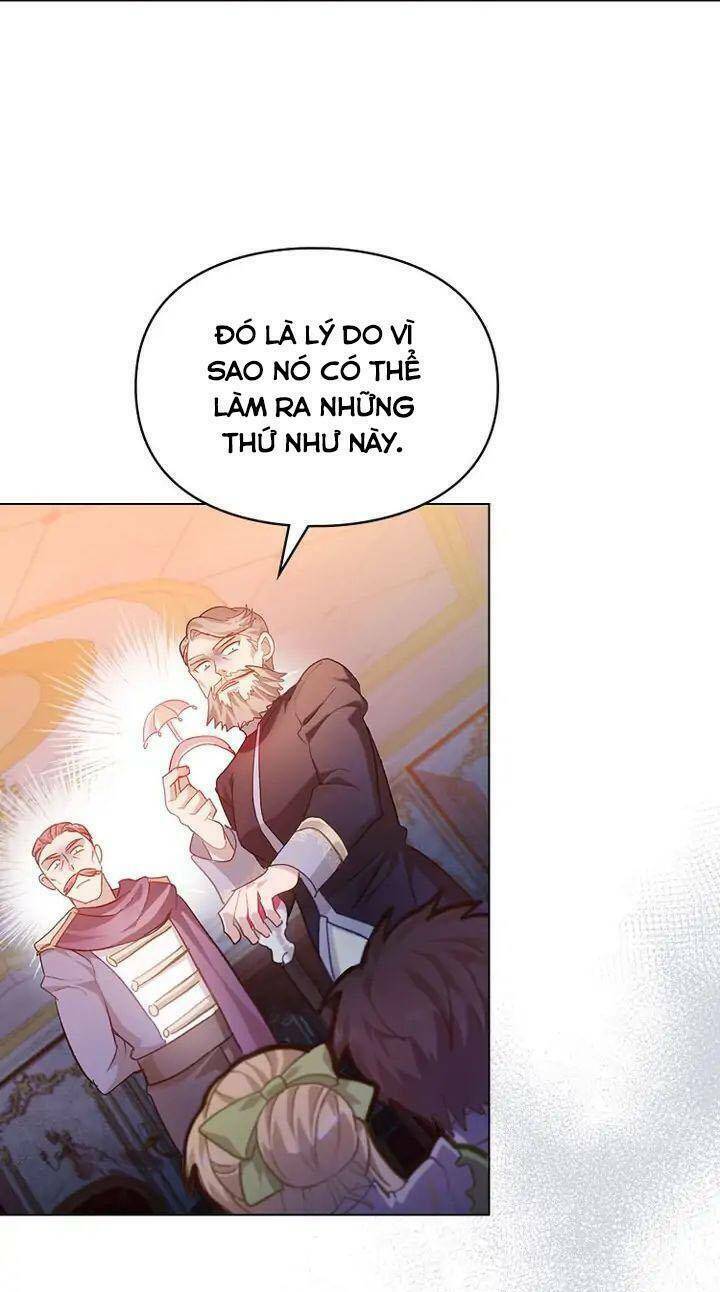 ĐÓ LÀ LÝ DO VÌ
SAO NÓ CÓ THỂ
LÀM RA NHỮNG
THỨ NHƯ NÀY.